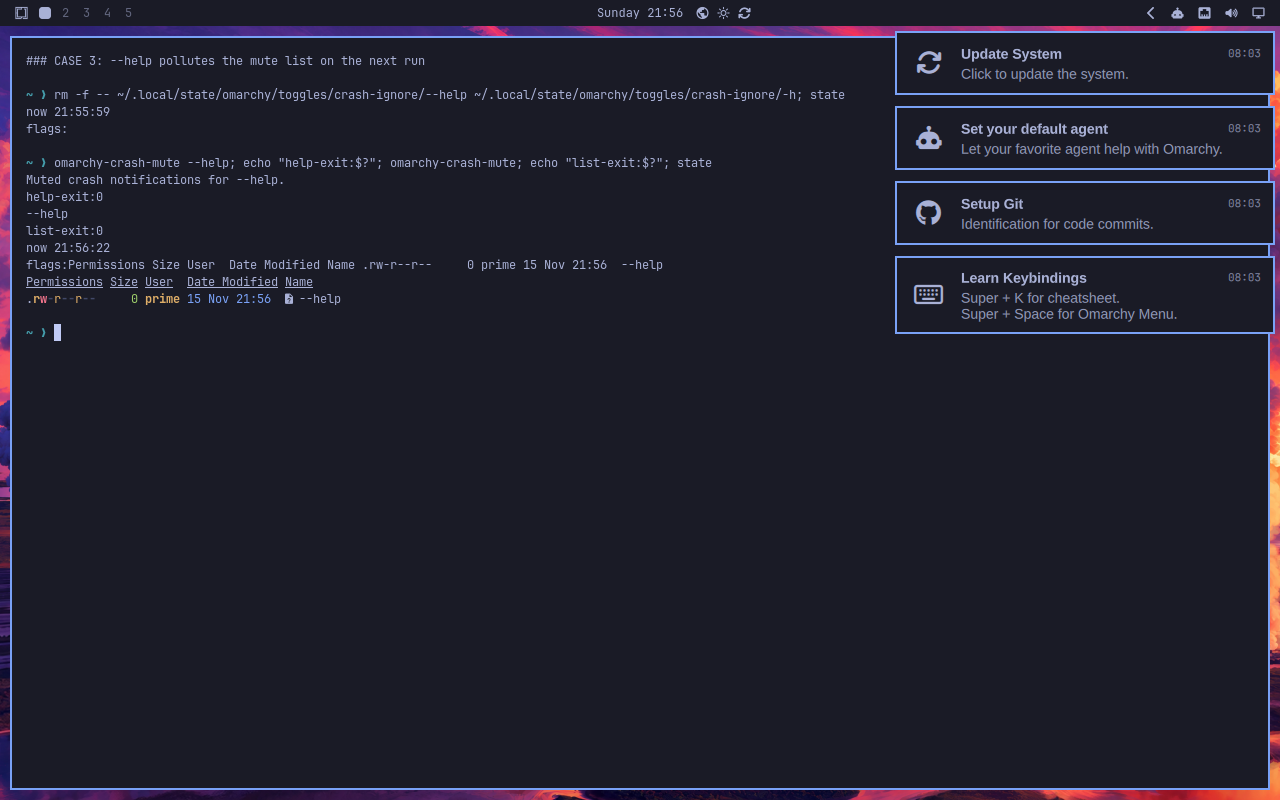 2 3 4 5
Sunday 21:56
### CASE 3: --help pollutes the mute list on the next run
~ ❯ rm -f -- ~/.local/state/omarchy/toggles/crash-ignore/--help ~/.local/state/omarchy/toggles/crash-ignore/-h; state
now 21:55:59
flags:
~ ❯ omarchy-crash-mute --help; echo "help-exit:$?"; omarchy-crash-mute; echo "list-exit:$?"; state
Muted crash notifications for --help.
help-exit:0
--help
list-exit:0
now 21:56:22
flags:Permissions Size User  Date Modified Name .rw-r--r--     0 prime 15 Nov 21:56  --help
Permissions Size User  Date Modified Name
.rw-r--r--     0 prime 15 Nov 21:56  --help
~ ❯
Update System 08:03
Click to update the system.
Set your default agent 08:03
Let your favorite agent help with Omarchy.
Setup Git 08:03
Identification for code commits.
Learn Keybindings 08:03
Super + K for cheatsheet.
Super + Space for Omarchy Menu.